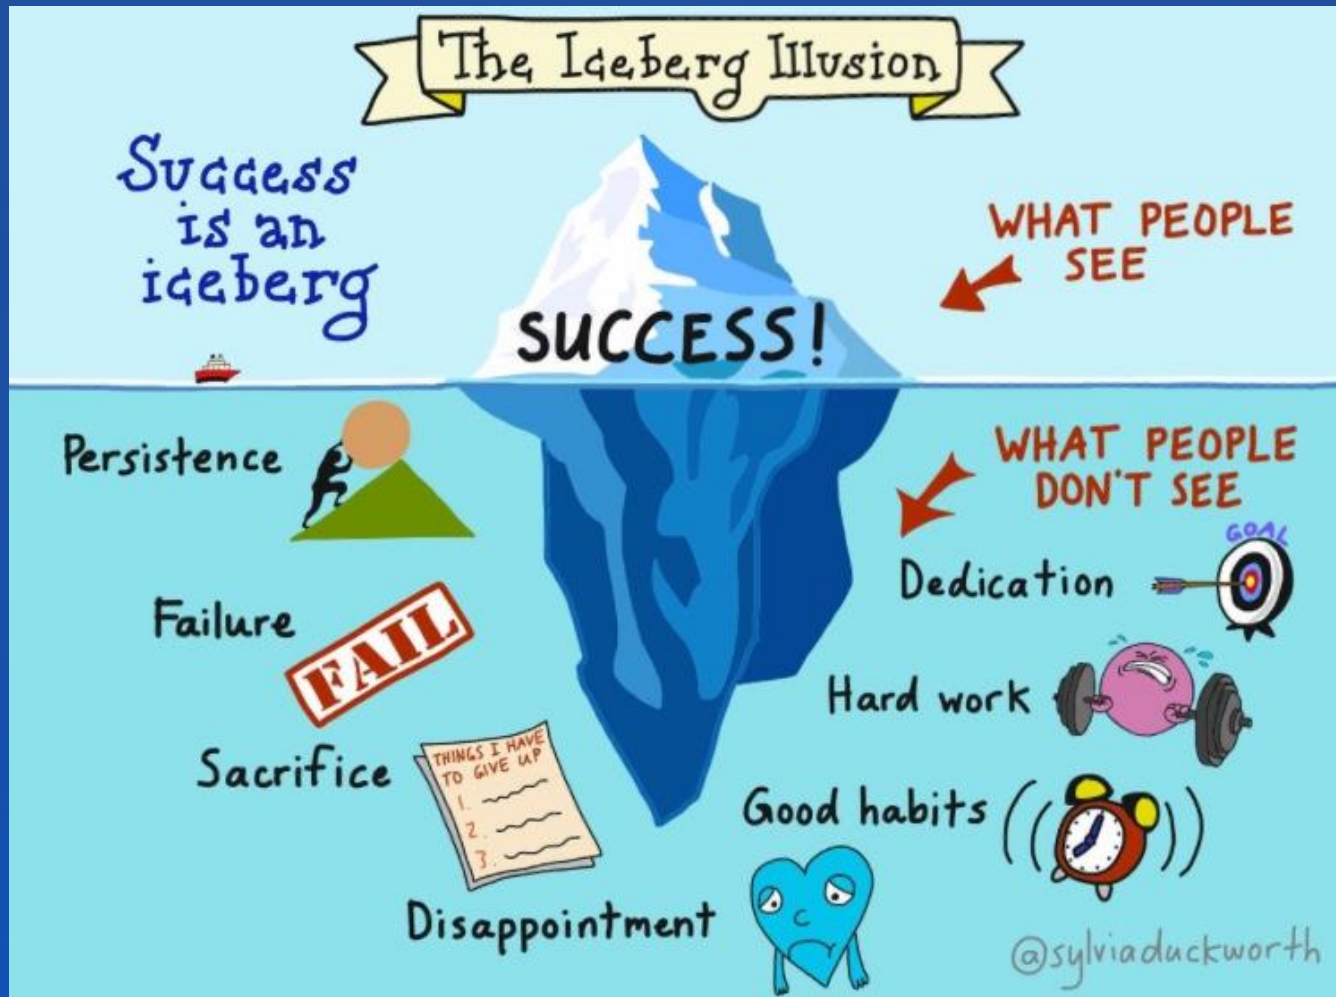 The Iceberg Illusion
Success
is an
iceberg
WHAT PEOPLE
SEE
SUCCESS!
Persistence
WHAT PEOPLE
DON'T SEE
GOAL
Dedication
Failure
FAIL
Hard work
Sacrifice
THINGS I HAVE
TO GIVE UP
1.
2.
3.
Good habits
Disappointment
@sylviaduckworth